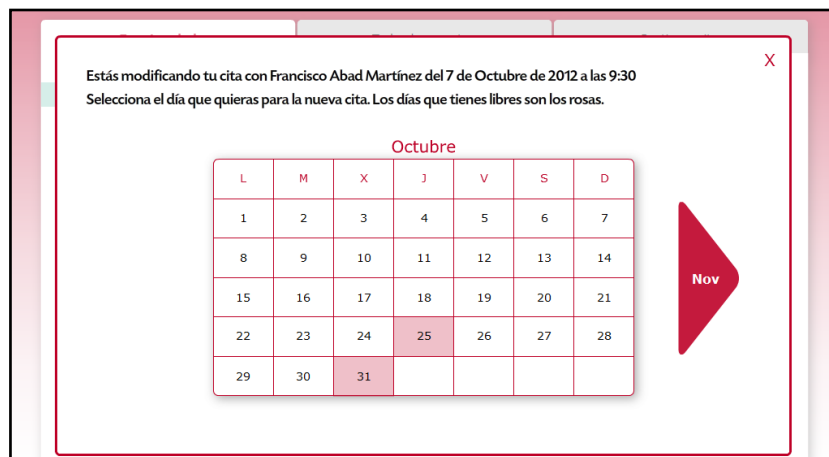 X
Estás modificando tu cita con Francisco Abad Martínez del 7 de Octubre de 2012 a las 9:30
Selecciona el día que quieras para la nueva cita. Los días que tienes libres son los rosas.
Octubre
L M X J V S D
1 2 3 4 5 6 7
8 9 10 11 12 13 14
15 16 17 18 19 20 21
22 23 24 25 26 27 28
29 30 31
Nov